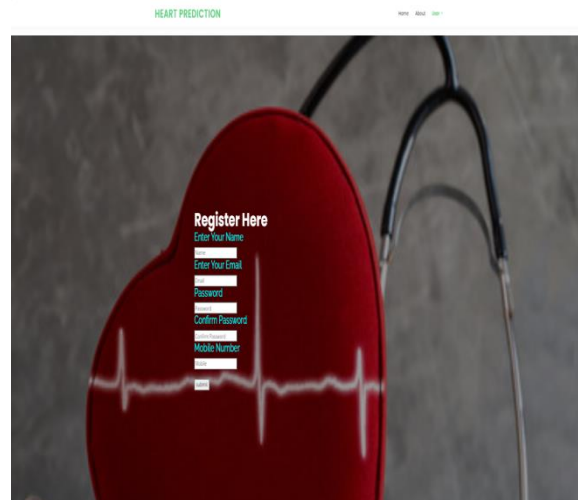 HEART PREDICTION
Home About User
Register Here
Enter Your Name
Name
Enter Your Email
Email
Password
Password
Confirm Password
Confirm Password
Mobile Number
Mobile
submit